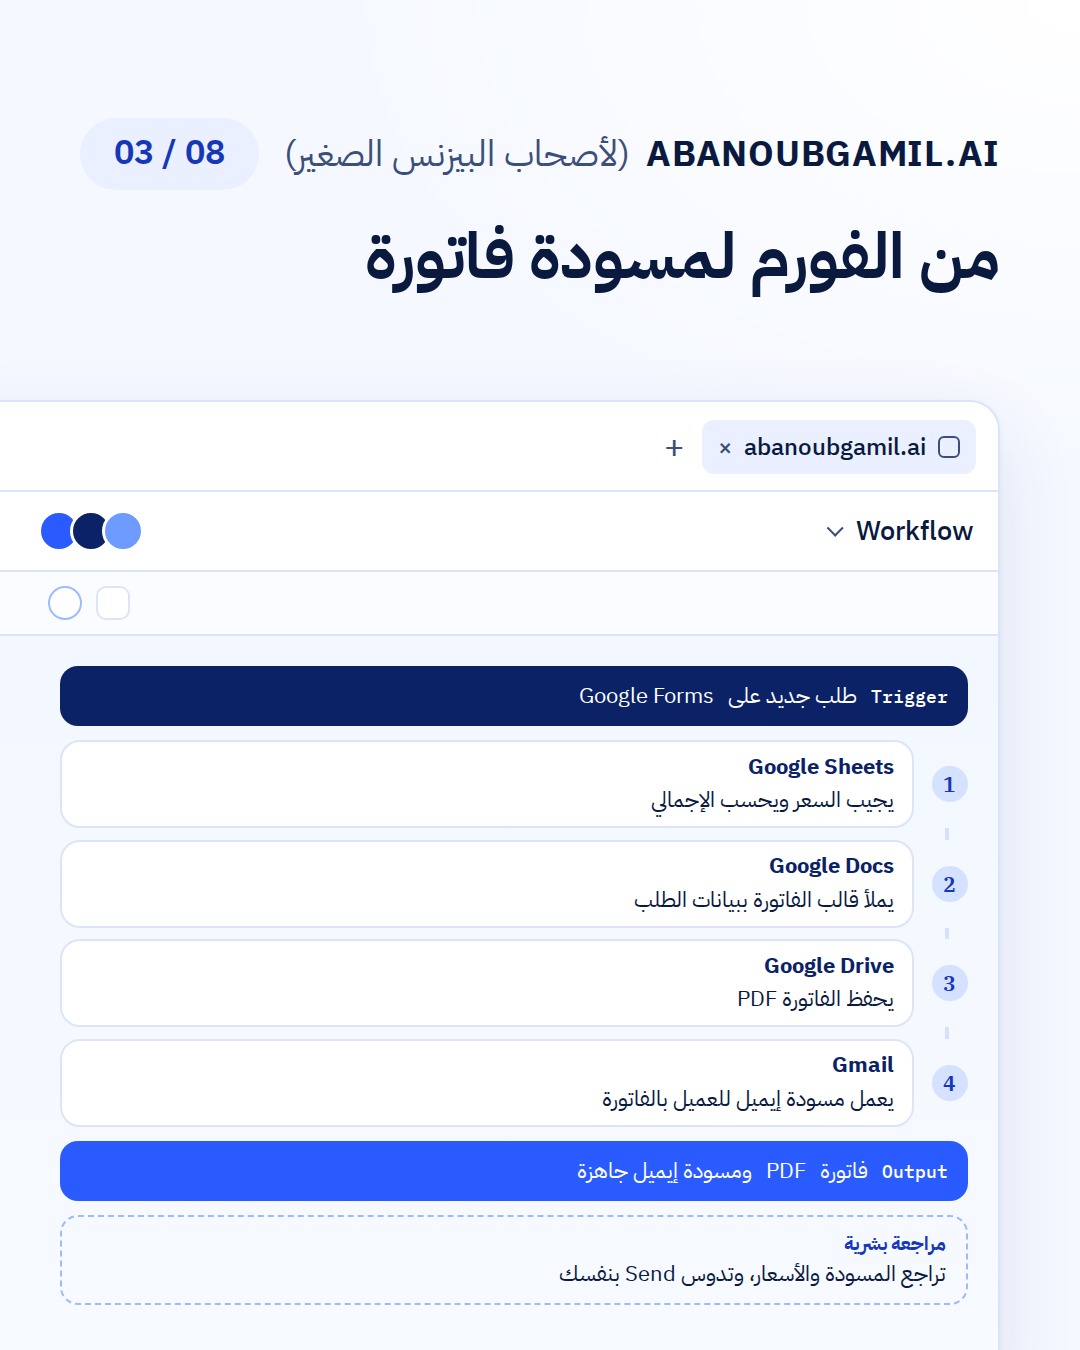 ABANOUBGAMIL.AI (لأصحاب البيزنس الصغير) 03 / 08
من الفورم لمسودة فاتورة
abanoubgamil.ai × +
Workflow
Trigger طلب جديد على Google Forms
1
Google Sheets
يجيب السعر ويحسب الإجمالي
2
Google Docs
يملأ قالب الفاتورة ببيانات الطلب
3
Google Drive
يحفظ الفاتورة PDF
4
Gmail
يعمل مسودة إيميل للعميل بالفاتورة
Output فاتورة PDF ومسودة إيميل جاهزة
مراجعة بشرية
تراجع المسودة والأسعار، وتدوس Send بنفسك